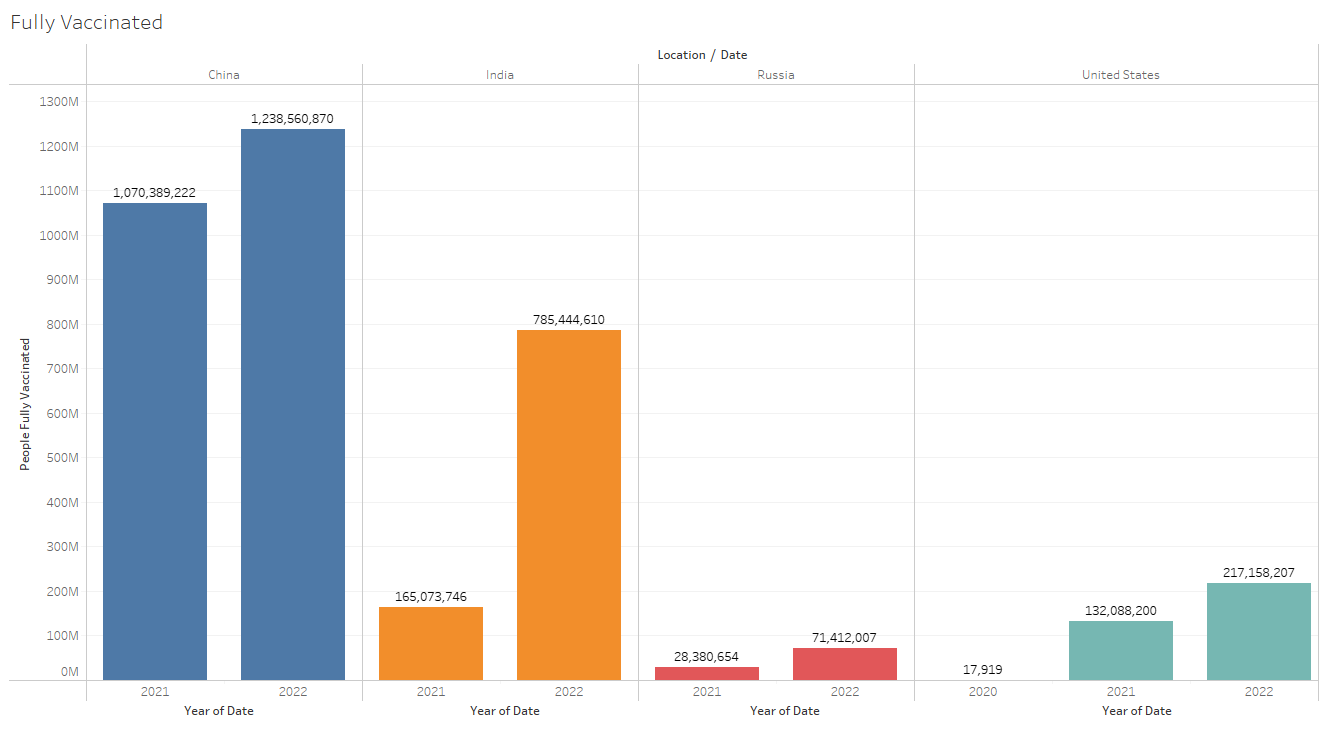 Fully Vaccinated
Location / Date
China India Russia United States
People Fully Vaccinated
1300M
1200M
1100M
1000M
900M
800M
700M
600M
500M
400M
300M
200M
100M
0M
1,070,389,222
1,238,560,870
165,073,746
785,444,610
28,380,654
71,412,007
17,919
132,088,200
217,158,207
2021 2022 2021 2022 2021 2022 2020 2021 2022
Year of Date Year of Date Year of Date Year of Date